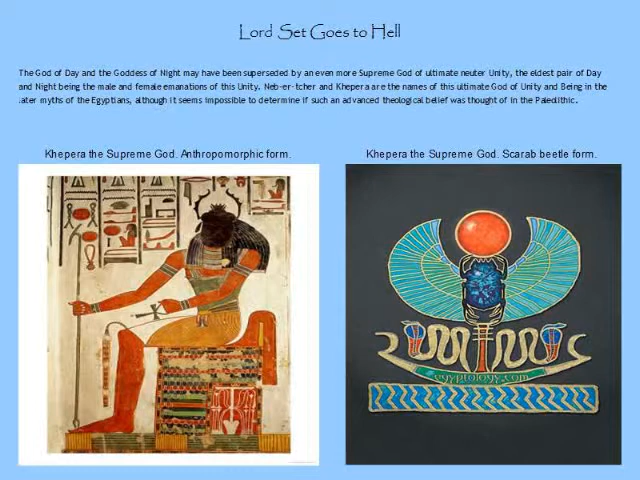 Lord Set Goes to Hell
The God of Day and the Goddess of Night may have been superseded by an even more Supreme God of ultimate neuter Unity, the eldest pair of Day
and Night being the male and female emanations of this Unity. Neb-er-tcher and Khepera are the names of this ultimate God of Unity and Being in the
later myths of the Egyptians, although it seems impossible to determine if such an advanced theological belief was thought of in the Paleolithic.
Khepera the Supreme God. Anthropomorphic form.
Khepera the Supreme God. Scarab beetle form.
egyptology.com